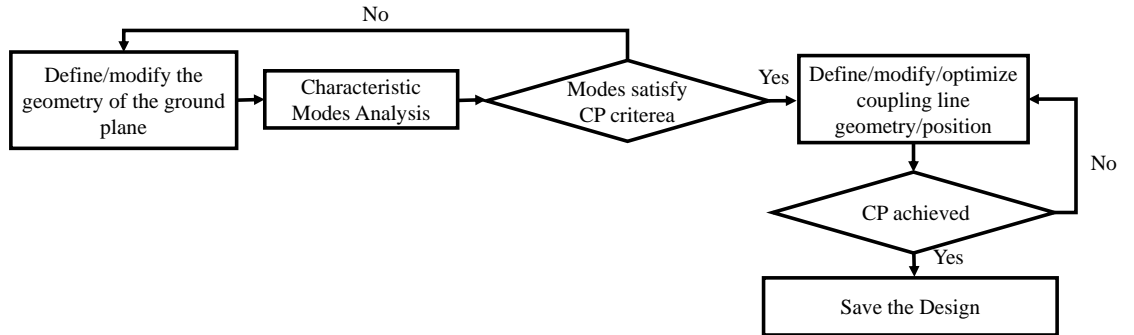 No
Define/modify the
geometry of the ground
plane
Characteristic
Modes Analysis
Modes satisfy
CP criterea
Yes
Define/modify/optimize
coupling line
geometry/position
No
CP achieved
Yes
Save the Design